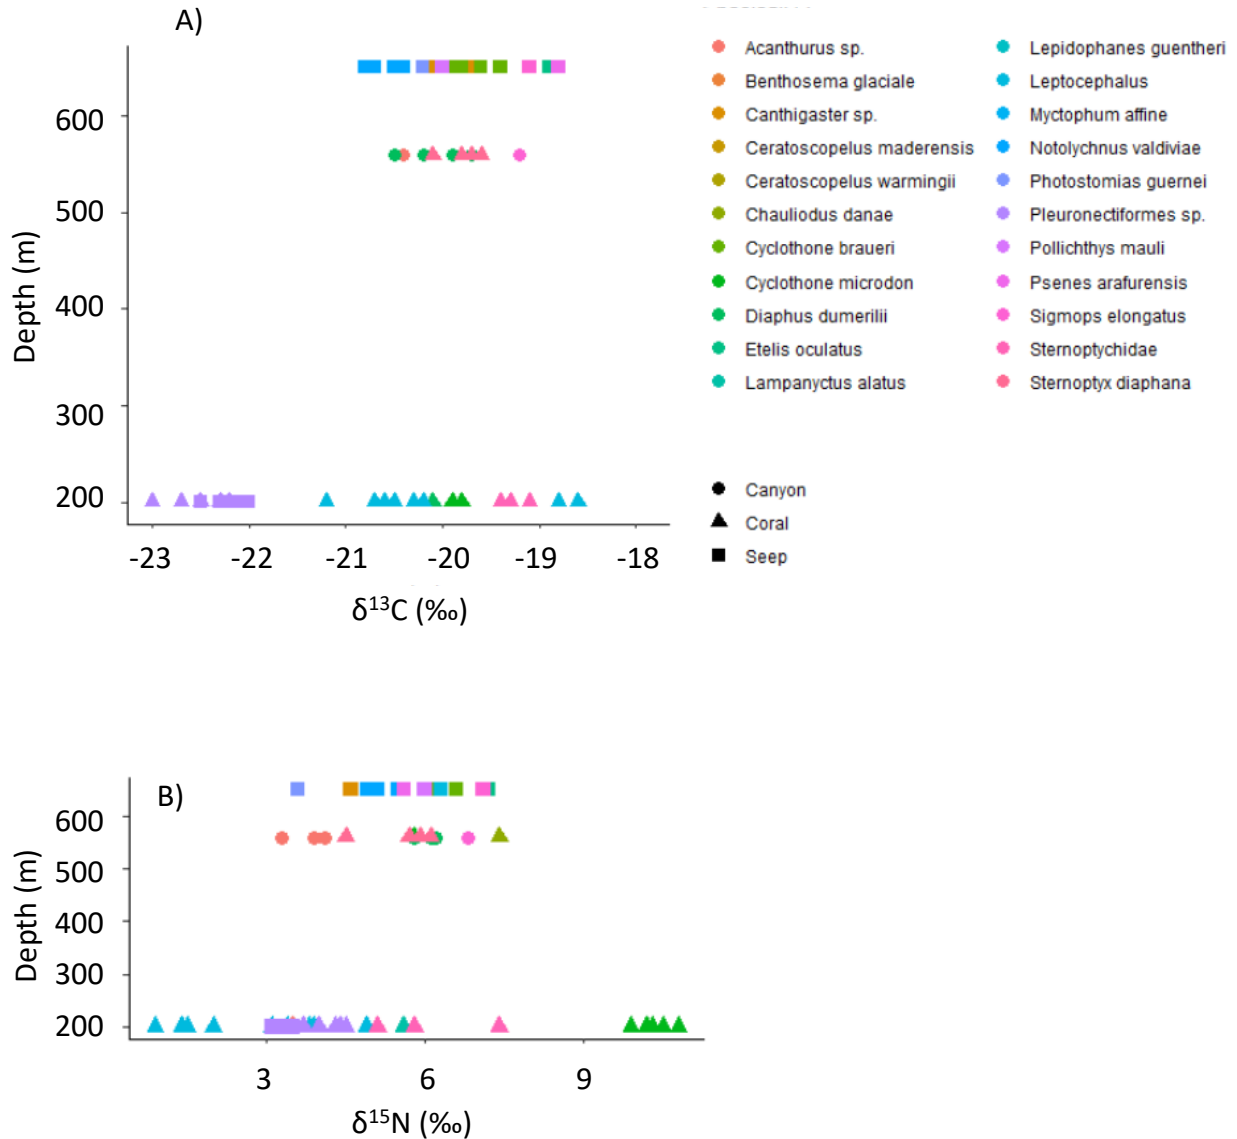 A)
600
500
400
300
200
Depth (m)
-23 -22 -21 -20 -19 -18
δ¹³C (‰)
Acanthurus sp.
Benthosema glaciale
Canthigaster sp.
Ceratoscopelus maderensis
Ceratoscopelus warmingii
Chauliodus danae
Cyclothone braueri
Cyclothone microdon
Diaphus dumerilii
Etelis oculatus
Lampanyctus alatus
Lepidophanes guentheri
Leptocephalus
Myctophum affine
Notolychnus valdiviae
Photostomias guernei
Pleuronectiformes sp.
Pollichthys mauli
Psenes arafurensis
Sigmops elongatus
Sternoptychidae
Sternoptyx diaphana
Canyon
Coral
Seep
B)
600
500
400
300
200
Depth (m)
3 6 9
δ¹⁵N (‰)